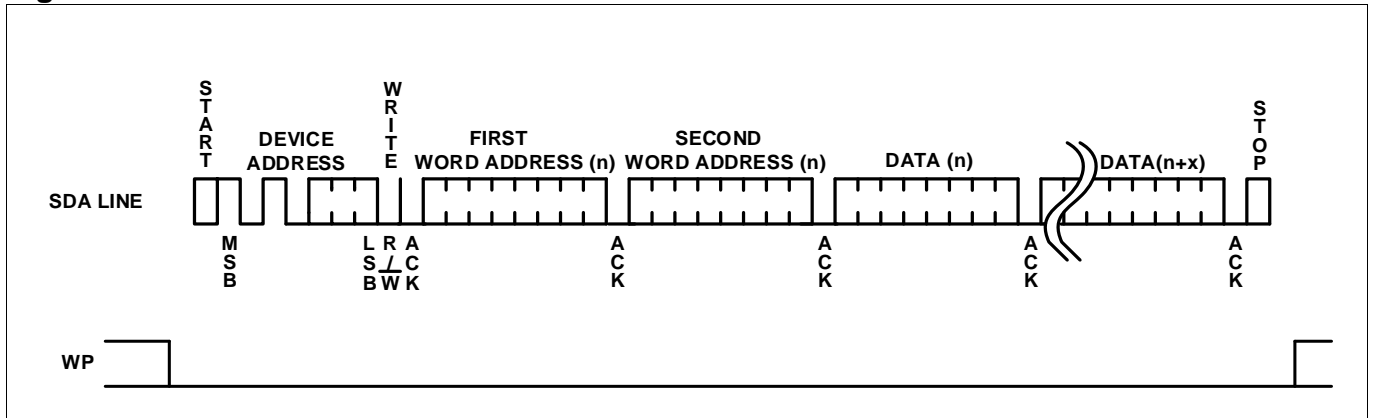 START
WRITE
STOP
DEVICE
ADDRESS
FIRST
WORD ADDRESS (n)
SECOND
WORD ADDRESS (n)
DATA (n)
DATA(n+x)
SDA LINE
MSB
LSB
R/W
ACK
ACK
ACK
ACK
ACK
WP